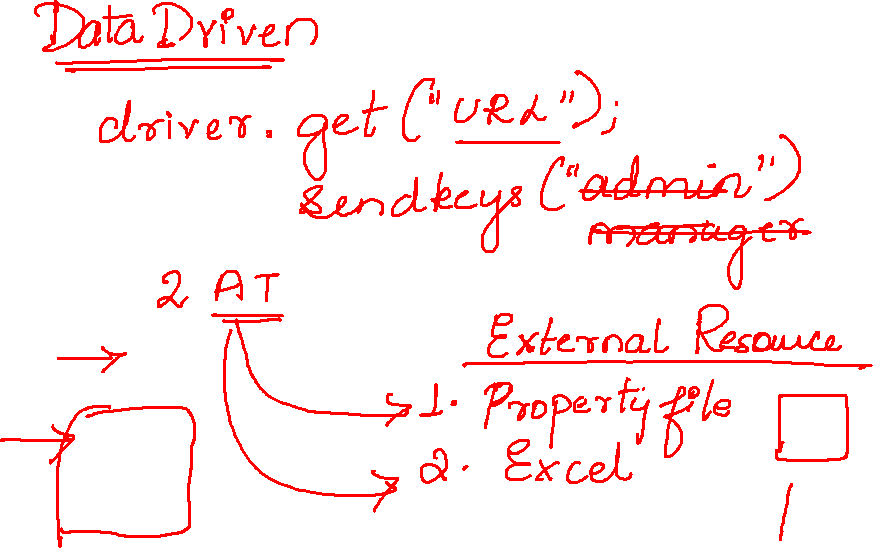 Data Driven
driver.get("URL");
sendkeys("admin")
manager
2 AT
External Resource
1. Property file
2. Excel